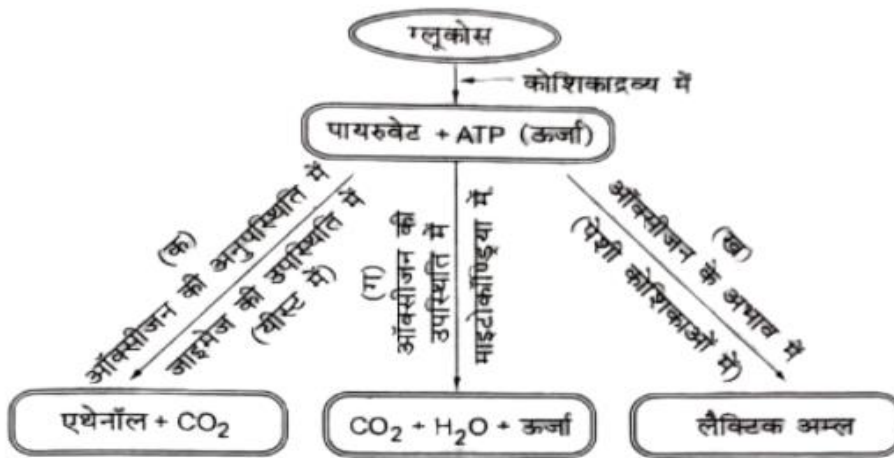 ग्लूकोस
कोशिकाद्रव्य में
पायरुवेट + ATP (ऊर्जा)
(क)
ऑक्सीजन की अनुपस्थिति में
जाइमेज की उपस्थिति में
(यीस्ट में)
(ग)
ऑक्सीजन की
उपस्थिति में
माइटोकॉण्ड्रिया में
(ख)
ऑक्सीजन के अभाव में
(पेशी कोशिकाओं में)
एथेनॉल + CO₂
CO₂ + H₂O + ऊर्जा
लैक्टिक अम्ल